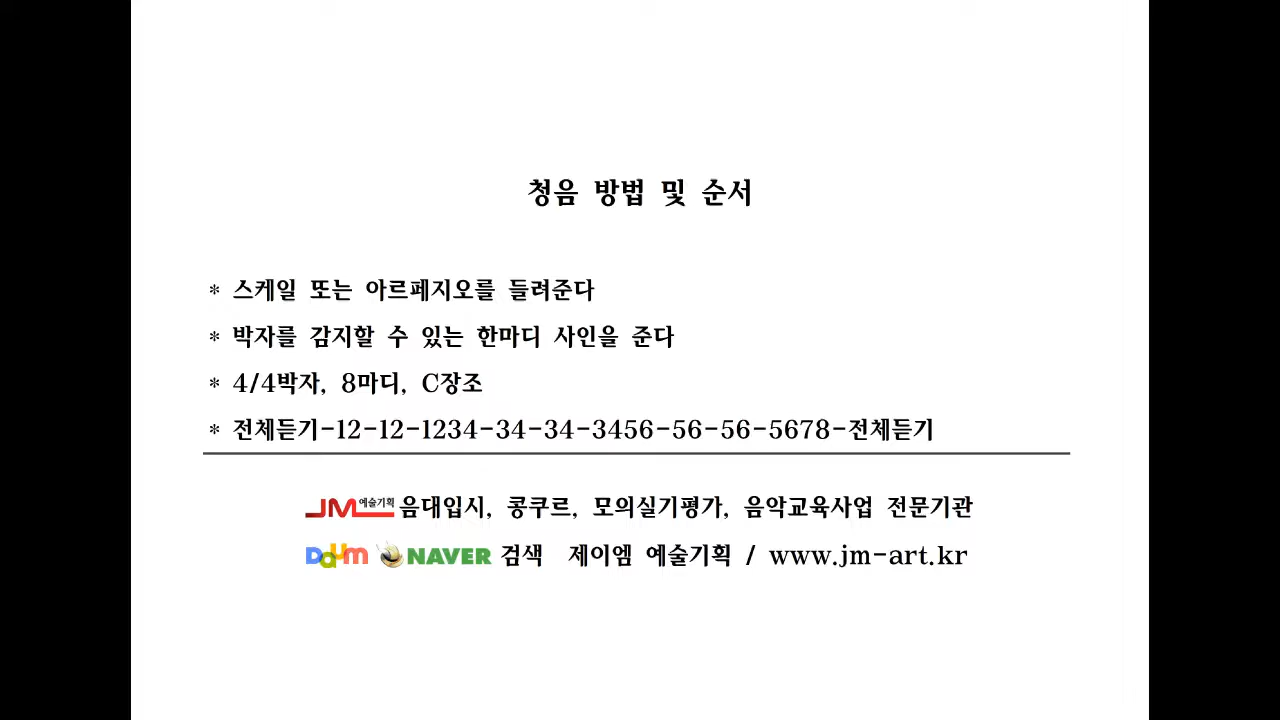 청음 방법 및 순서
* 스케일 또는 아르페지오를 들려준다
* 박자를 감지할 수 있는 한마디 사인을 준다
* 4/4박자, 8마디, C장조
* 전체듣기-12-12-1234-34-34-3456-56-56-5678-전체듣기
JM 예술기획 음대입시, 콩쿠르, 모의실기평가, 음악교육사업 전문기관
Daum NAVER 검색 제이엠 예술기획 / www.jm-art.kr